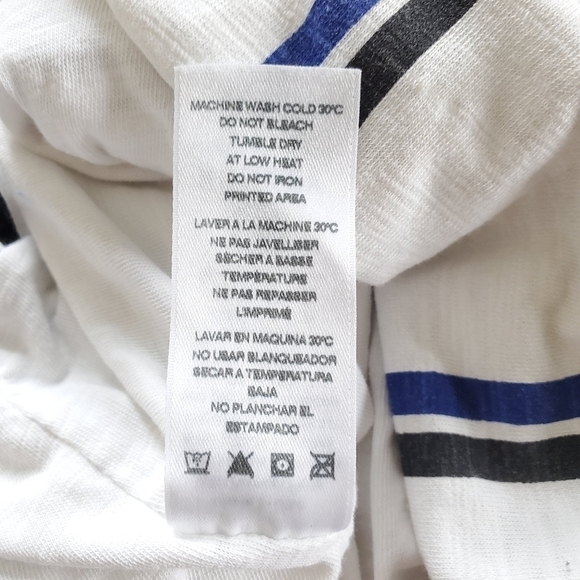 MACHINE WASH COLD 30°C
DO NOT BLEACH
TUMBLE DRY
AT LOW HEAT
DO NOT IRON
PRINTED AREA
LAVER A LA MACHINE 30°C
NE PAS JAVELLISER
SÉCHER A BASSE
TEMPÉRATURE
NE PAS REPASSER
L'IMPRIMÉ
LAVAR EN MAQUINA 30°C
NO USAR BLANQUEADOR
SECAR A TEMPERATURA
BAJA
NO PLANCHAR EL
ESTAMPADO